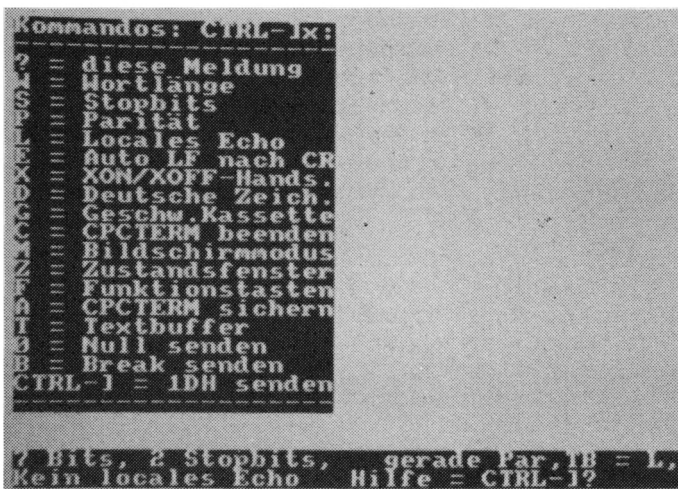 Kommandos: CTRL-]x:
? = diese Meldung
W = Wortlänge
S = Stopbits
P = Parität
L = Locales Echo
E = Auto LF nach CR
X = XON/XOFF-Hands.
D = Deutsche Zeich.
G = Geschw.Kassette
C = CPCTERM beenden
M = Bildschirmmodus
Z = Zustandsfenster
F = Funktionstasten
A = CPCTERM sichern
T = Textbuffer
0 = Null senden
B = Break senden
CTRL-] = 1DH senden
7 Bits, 2 Stopbits, gerade Par,TB = L,
Kein locales Echo Hilfe = CTRL-]?